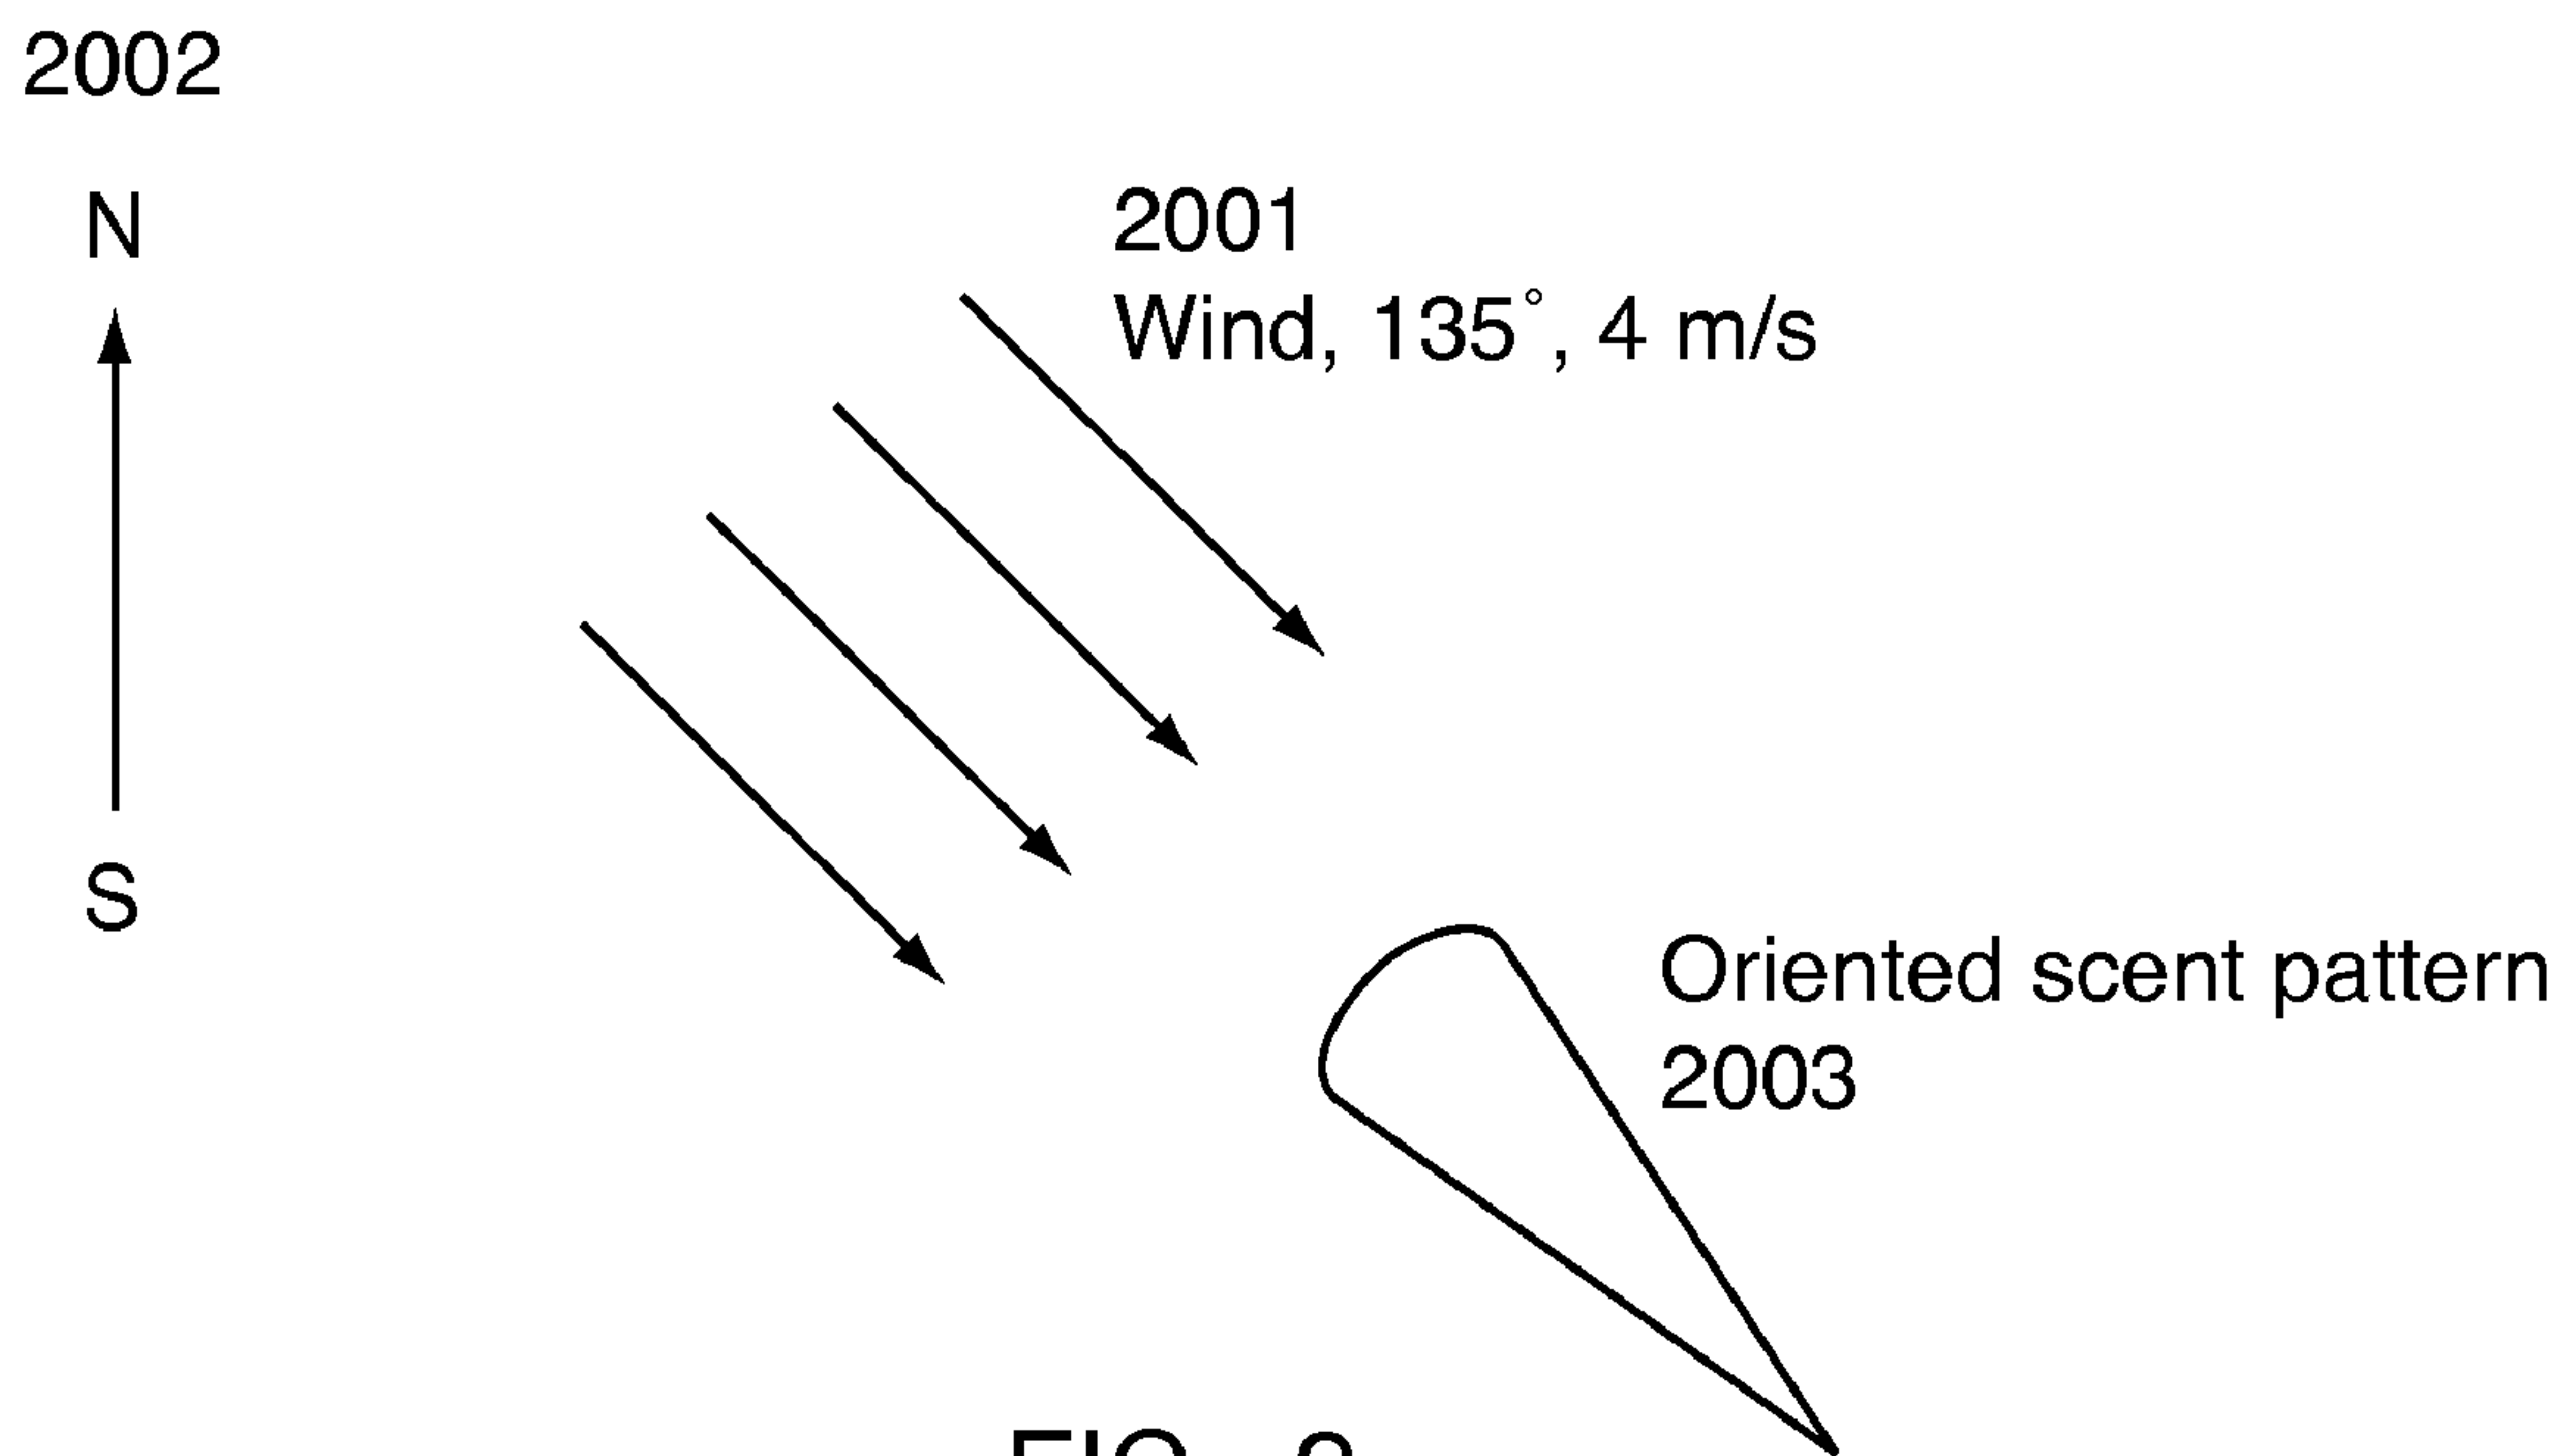 2002
N
S
2001
Wind, 135°, 4 m/s
Oriented scent pattern
2003